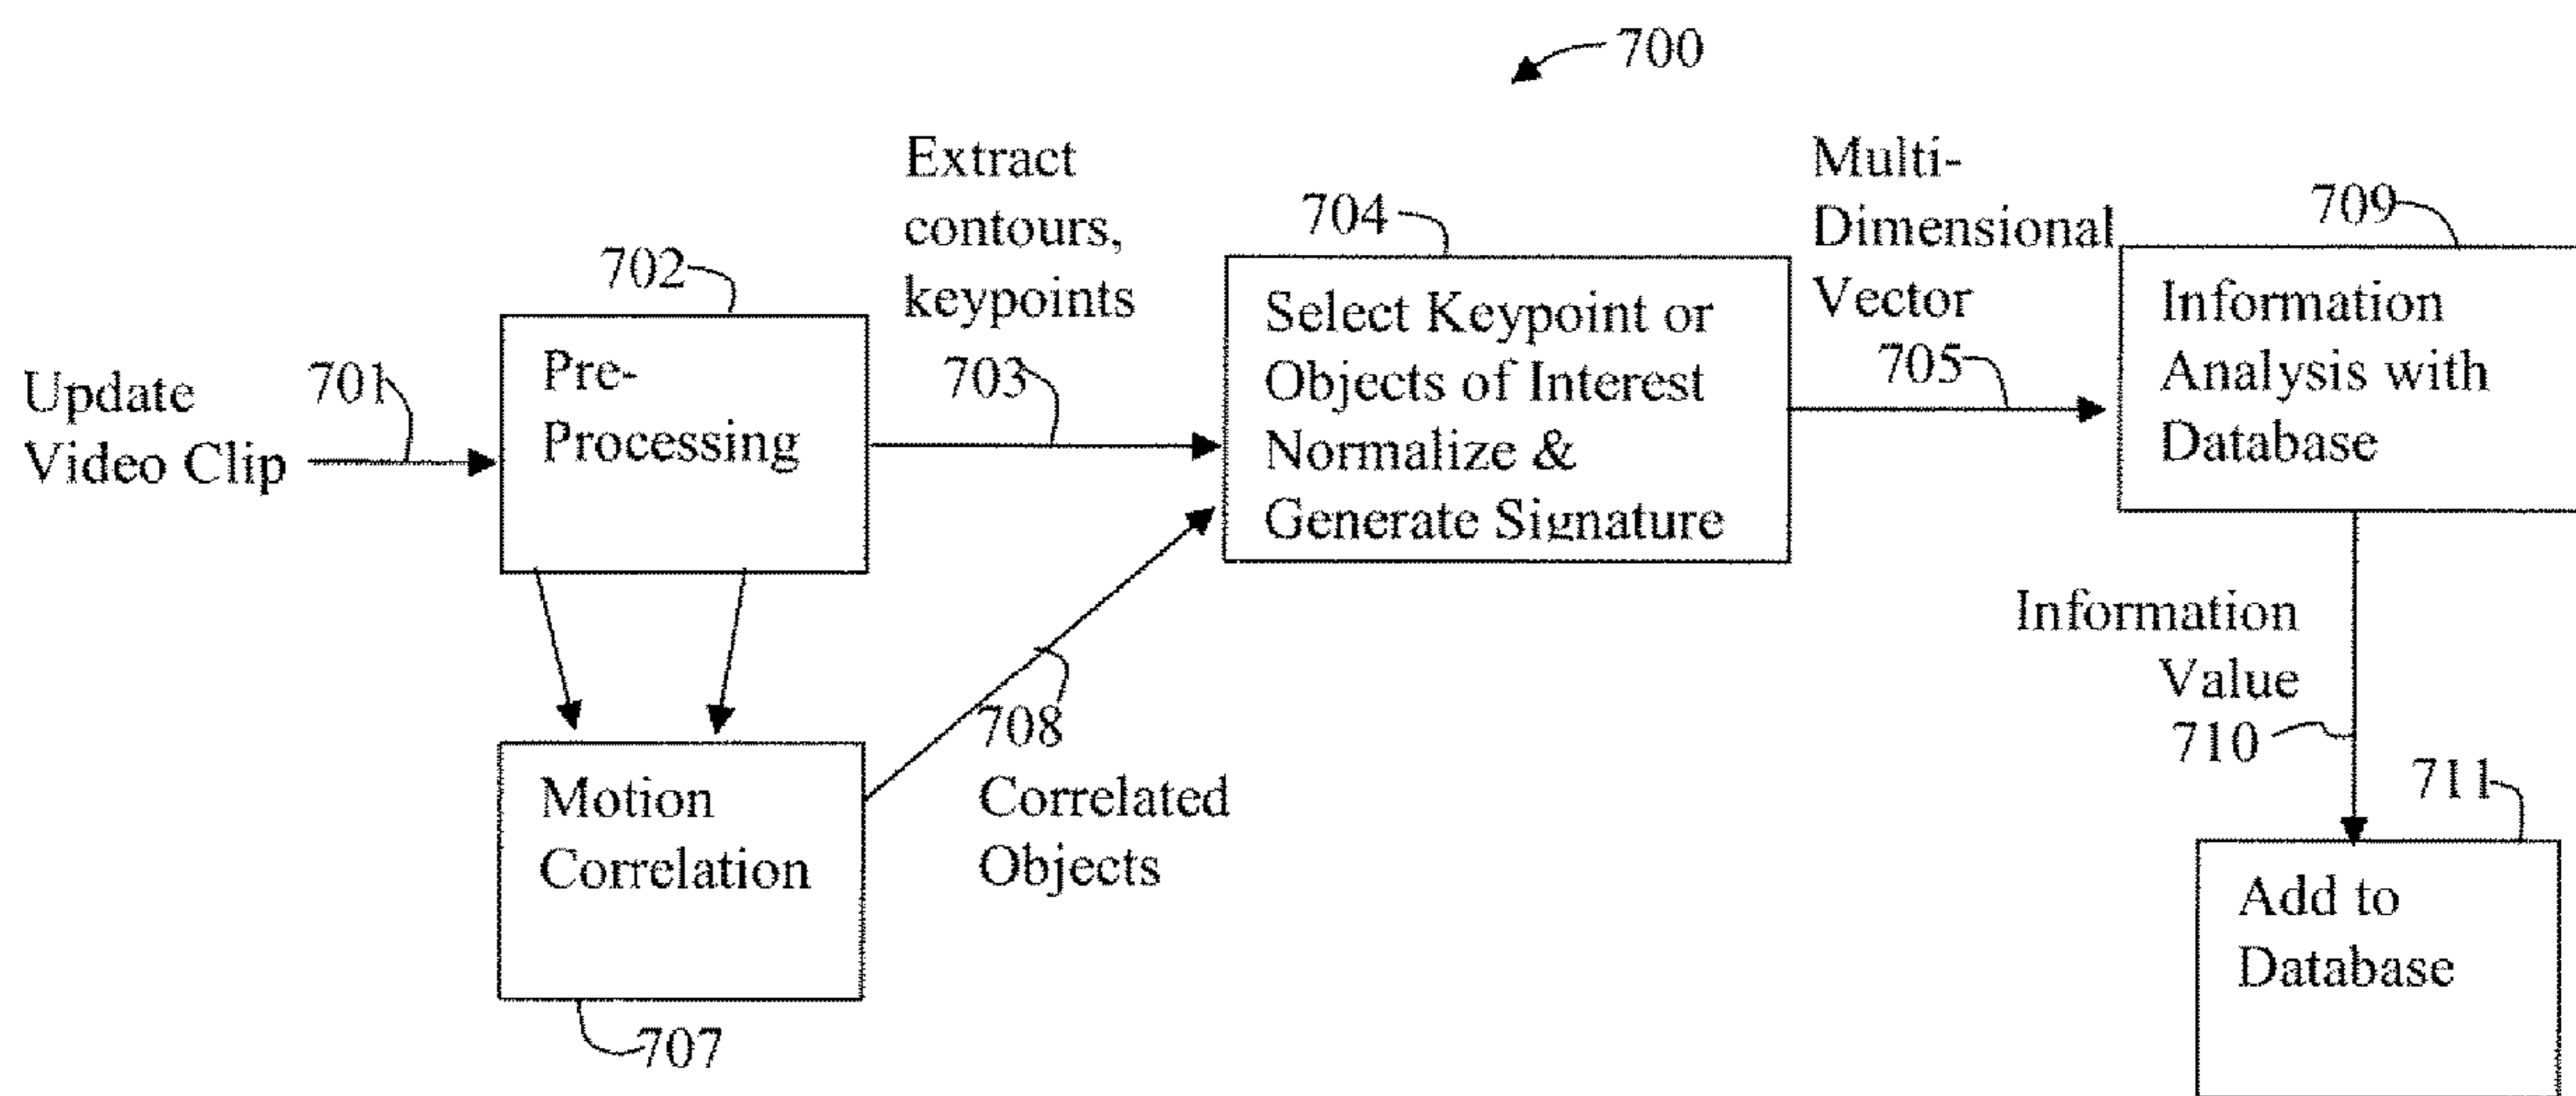 700
Update
Video Clip
701
702
Pre-
Processing
Extract
contours,
keypoints
703
704
Select Keypoint or
Objects of Interest
Normalize &
Generate Signature
Multi-
Dimensional
Vector
705
709
Information
Analysis with
Database
Motion
Correlation
707
708
Correlated
Objects
Information
Value
710
711
Add to
Database